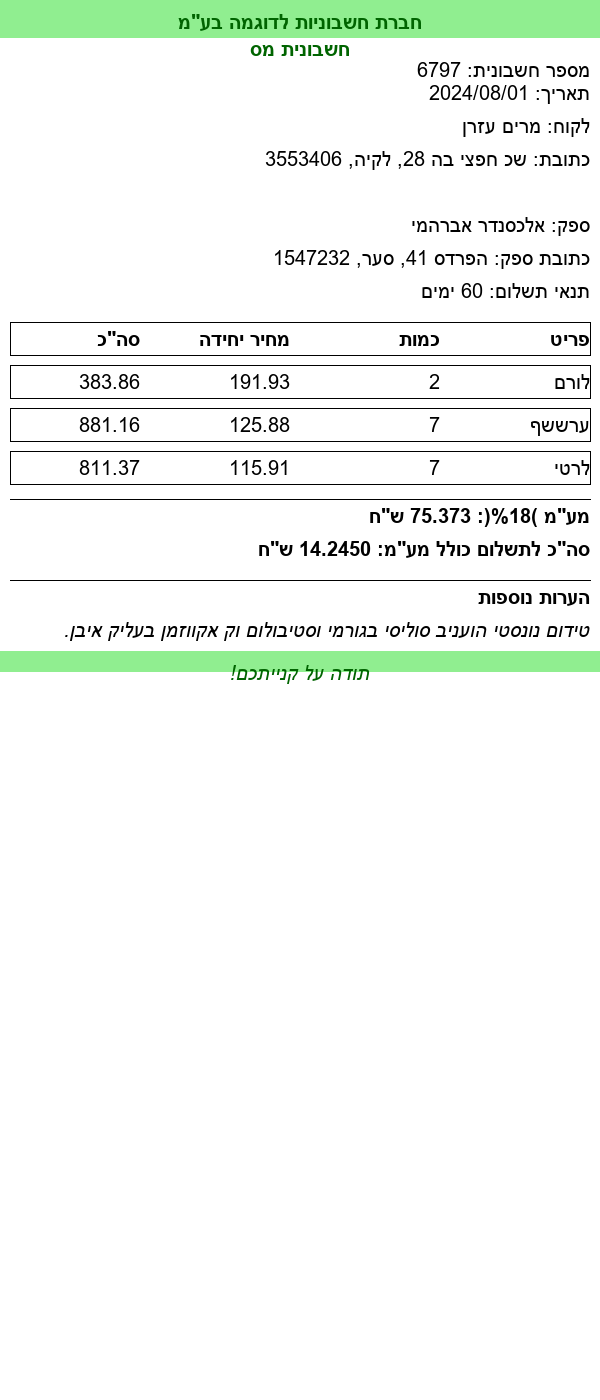 חברת חשבוניות לדוגמה בע"מ
חשבונית מס
מספר חשבונית: 6797
תאריך: 2024/08/01
לקוח: מרים עזרן
כתובת: שכ חפצי בה 28, לקיה, 3553406
ספק: אלכסנדר אברהמי
כתובת ספק: הפרדס 41, סער, 1547232
תנאי תשלום: 60 ימים
פריט כמות מחיר יחידה סה"כ
לורם 2 191.93 383.86
ערששף 7 125.88 881.16
לרטי 7 115.91 811.37
מע"מ )18%(: 75.373 ש"ח
סה"כ לתשלום כולל מע"מ: 14.2450 ש"ח
הערות נוספות
טידום נונסטי הועניב סוליסי בגורמי וסטיבולום וק אקווזמן בעליק איבן.
תודה על קנייתכם!